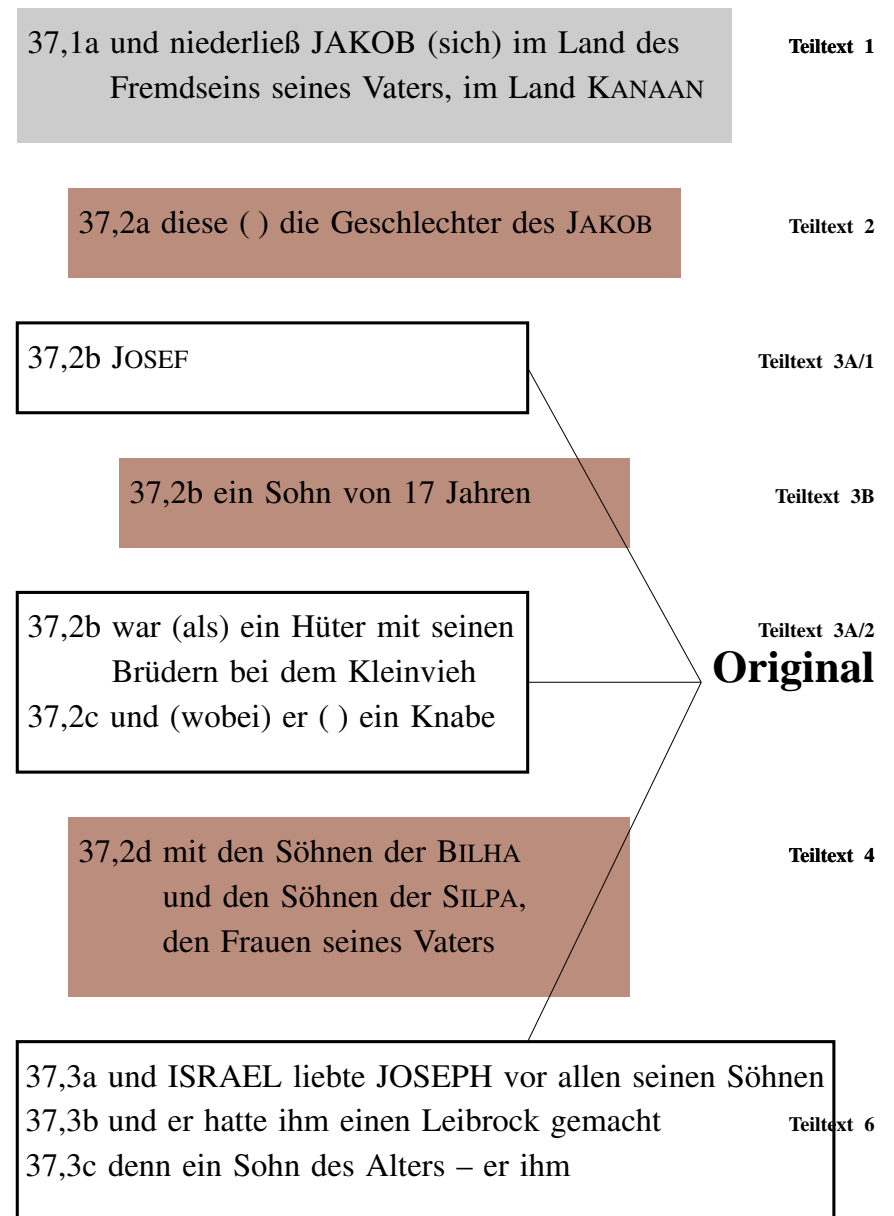 37,1a und niederließ JAKOB (sich) im Land des
Teiltext 1
Fremdseins seines Vaters, im Land KANAAN
37,2a diese ( ) die Geschlechter des JAKOB
Teiltext 2
37,2b JOSEF
Teiltext 3A/1
37,2b ein Sohn von 17 Jahren
Teiltext 3B
37,2b war (als) ein Hüter mit seinen
Teiltext 3A/2
Brüdern bei dem Kleinvieh
Original
37,2c und (wobei) er ( ) ein Knabe
37,2d mit den Söhnen der BILHA
Teiltext 4
und den Söhnen der SILPA,
den Frauen seines Vaters
37,3a und ISRAEL liebte JOSEPH vor allen seinen Söhnen
37,3b und er hatte ihm einen Leibrock gemacht
Teiltext 6
37,3c denn ein Sohn des Alters – er ihm